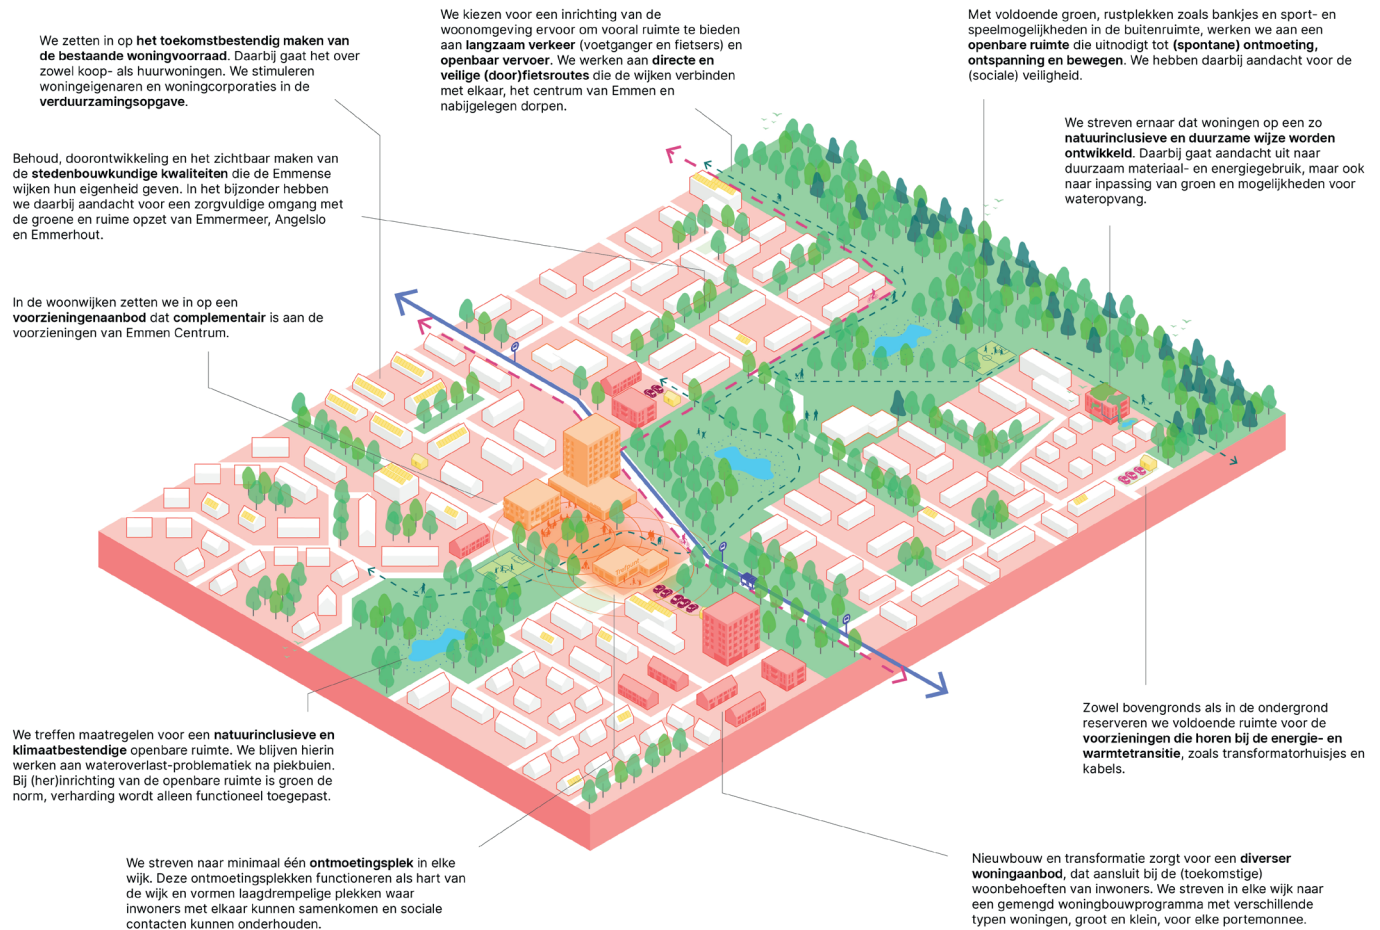 We zetten in op het toekomstbestendig maken van
de bestaande woningvoorraad. Daarbij gaat het over
zowel koop- als huurwoningen. We stimuleren
woningeigenaren en woningcorporaties in de
verduurzamingsopgave.
We kiezen voor een inrichting van de
woonomgeving ervoor om vooral ruimte te bieden
aan langzaam verkeer (voetganger en fietsers) en
openbaar vervoer. We werken aan directe en
veilige (door)fietsroutes die de wijken verbinden
met elkaar, het centrum van Emmen en
nabijgelegen dorpen.
Met voldoende groen, rustplekken zoals bankjes en sport- en
speelmogelijkheden in de buitenruimte, werken we aan een
openbare ruimte die uitnodigt tot (spontane) ontmoeting,
ontspanning en bewegen. We hebben daarbij aandacht voor de
(sociale) veiligheid.
We streven ernaar dat woningen op een zo
natuurinclusieve en duurzame wijze worden
ontwikkeld. Daarbij gaat aandacht uit naar
duurzaam materiaal- en energiegebruik, maar ook
naar inpassing van groen en mogelijkheden voor
wateropvang.
Behoud, doorontwikkeling en het zichtbaar maken van
de stedenbouwkundige kwaliteiten die de Emmense
wijken hun eigenheid geven. In het bijzonder hebben
we daarbij aandacht voor een zorgvuldige omgang met
de groene en ruime opzet van Emmermeer, Angelslo
en Emmerhout.
In de woonwijken zetten we in op een
voorzieningenaanbod dat complementair is aan de
voorzieningen van Emmen Centrum.
Trefpunt
We treffen maatregelen voor een natuurinclusieve en
klimaatbestendige openbare ruimte. We blijven hierin
werken aan wateroverlast-problematiek na piekbuien.
Bij (her)inrichting van de openbare ruimte is groen de
norm, verharding wordt alleen functioneel toegepast.
Zowel bovengronds als in de ondergrond
reserveren we voldoende ruimte voor de
voorzieningen die horen bij de energie- en
warmtetransitie, zoals transformatorhuisjes en
kabels.
We streven naar minimaal één ontmoetingsplek in elke
wijk. Deze ontmoetingsplekken functioneren als hart van
de wijk en vormen laagdrempelige plekken waar
inwoners met elkaar kunnen samenkomen en sociale
contacten kunnen onderhouden.
Nieuwbouw en transformatie zorgt voor een diverser
woningaanbod, dat aansluit bij de (toekomstige)
woonbehoeften van inwoners. We streven in elke wijk naar
een gemengd woningbouwprogramma met verschillende
typen woningen, groot en klein, voor elke portemonnee.